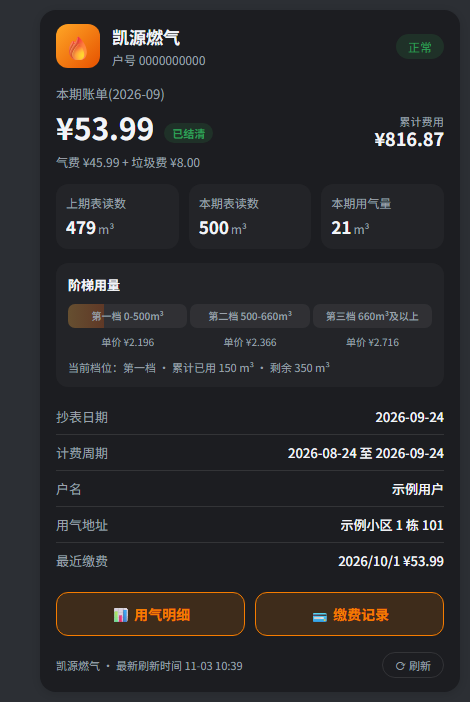 凯源燃气
户号 0000000000
正常
本期账单(2026-09)
¥53.99 已结清
累计费用
¥816.87
气费 ¥45.99 + 垃圾费 ¥8.00
上期表读数 本期表读数 本期用气量
479 m³ 500 m³ 21 m³
阶梯用量
第一档 0-500m³ 第二档 500-660m³ 第三档 660m³及以上
单价 ¥2.196 单价 ¥2.366 单价 ¥2.716
当前档位：第一档 · 累计已用 150 m³ · 剩余 350 m³
抄表日期 2026-09-24
计费周期 2026-08-24 至 2026-09-24
户名 示例用户
用气地址 示例小区 1 栋 101
最近缴费 2026/10/1 ¥53.99
用气明细 缴费记录
凯源燃气 · 最新刷新时间 11-03 10:39 刷新